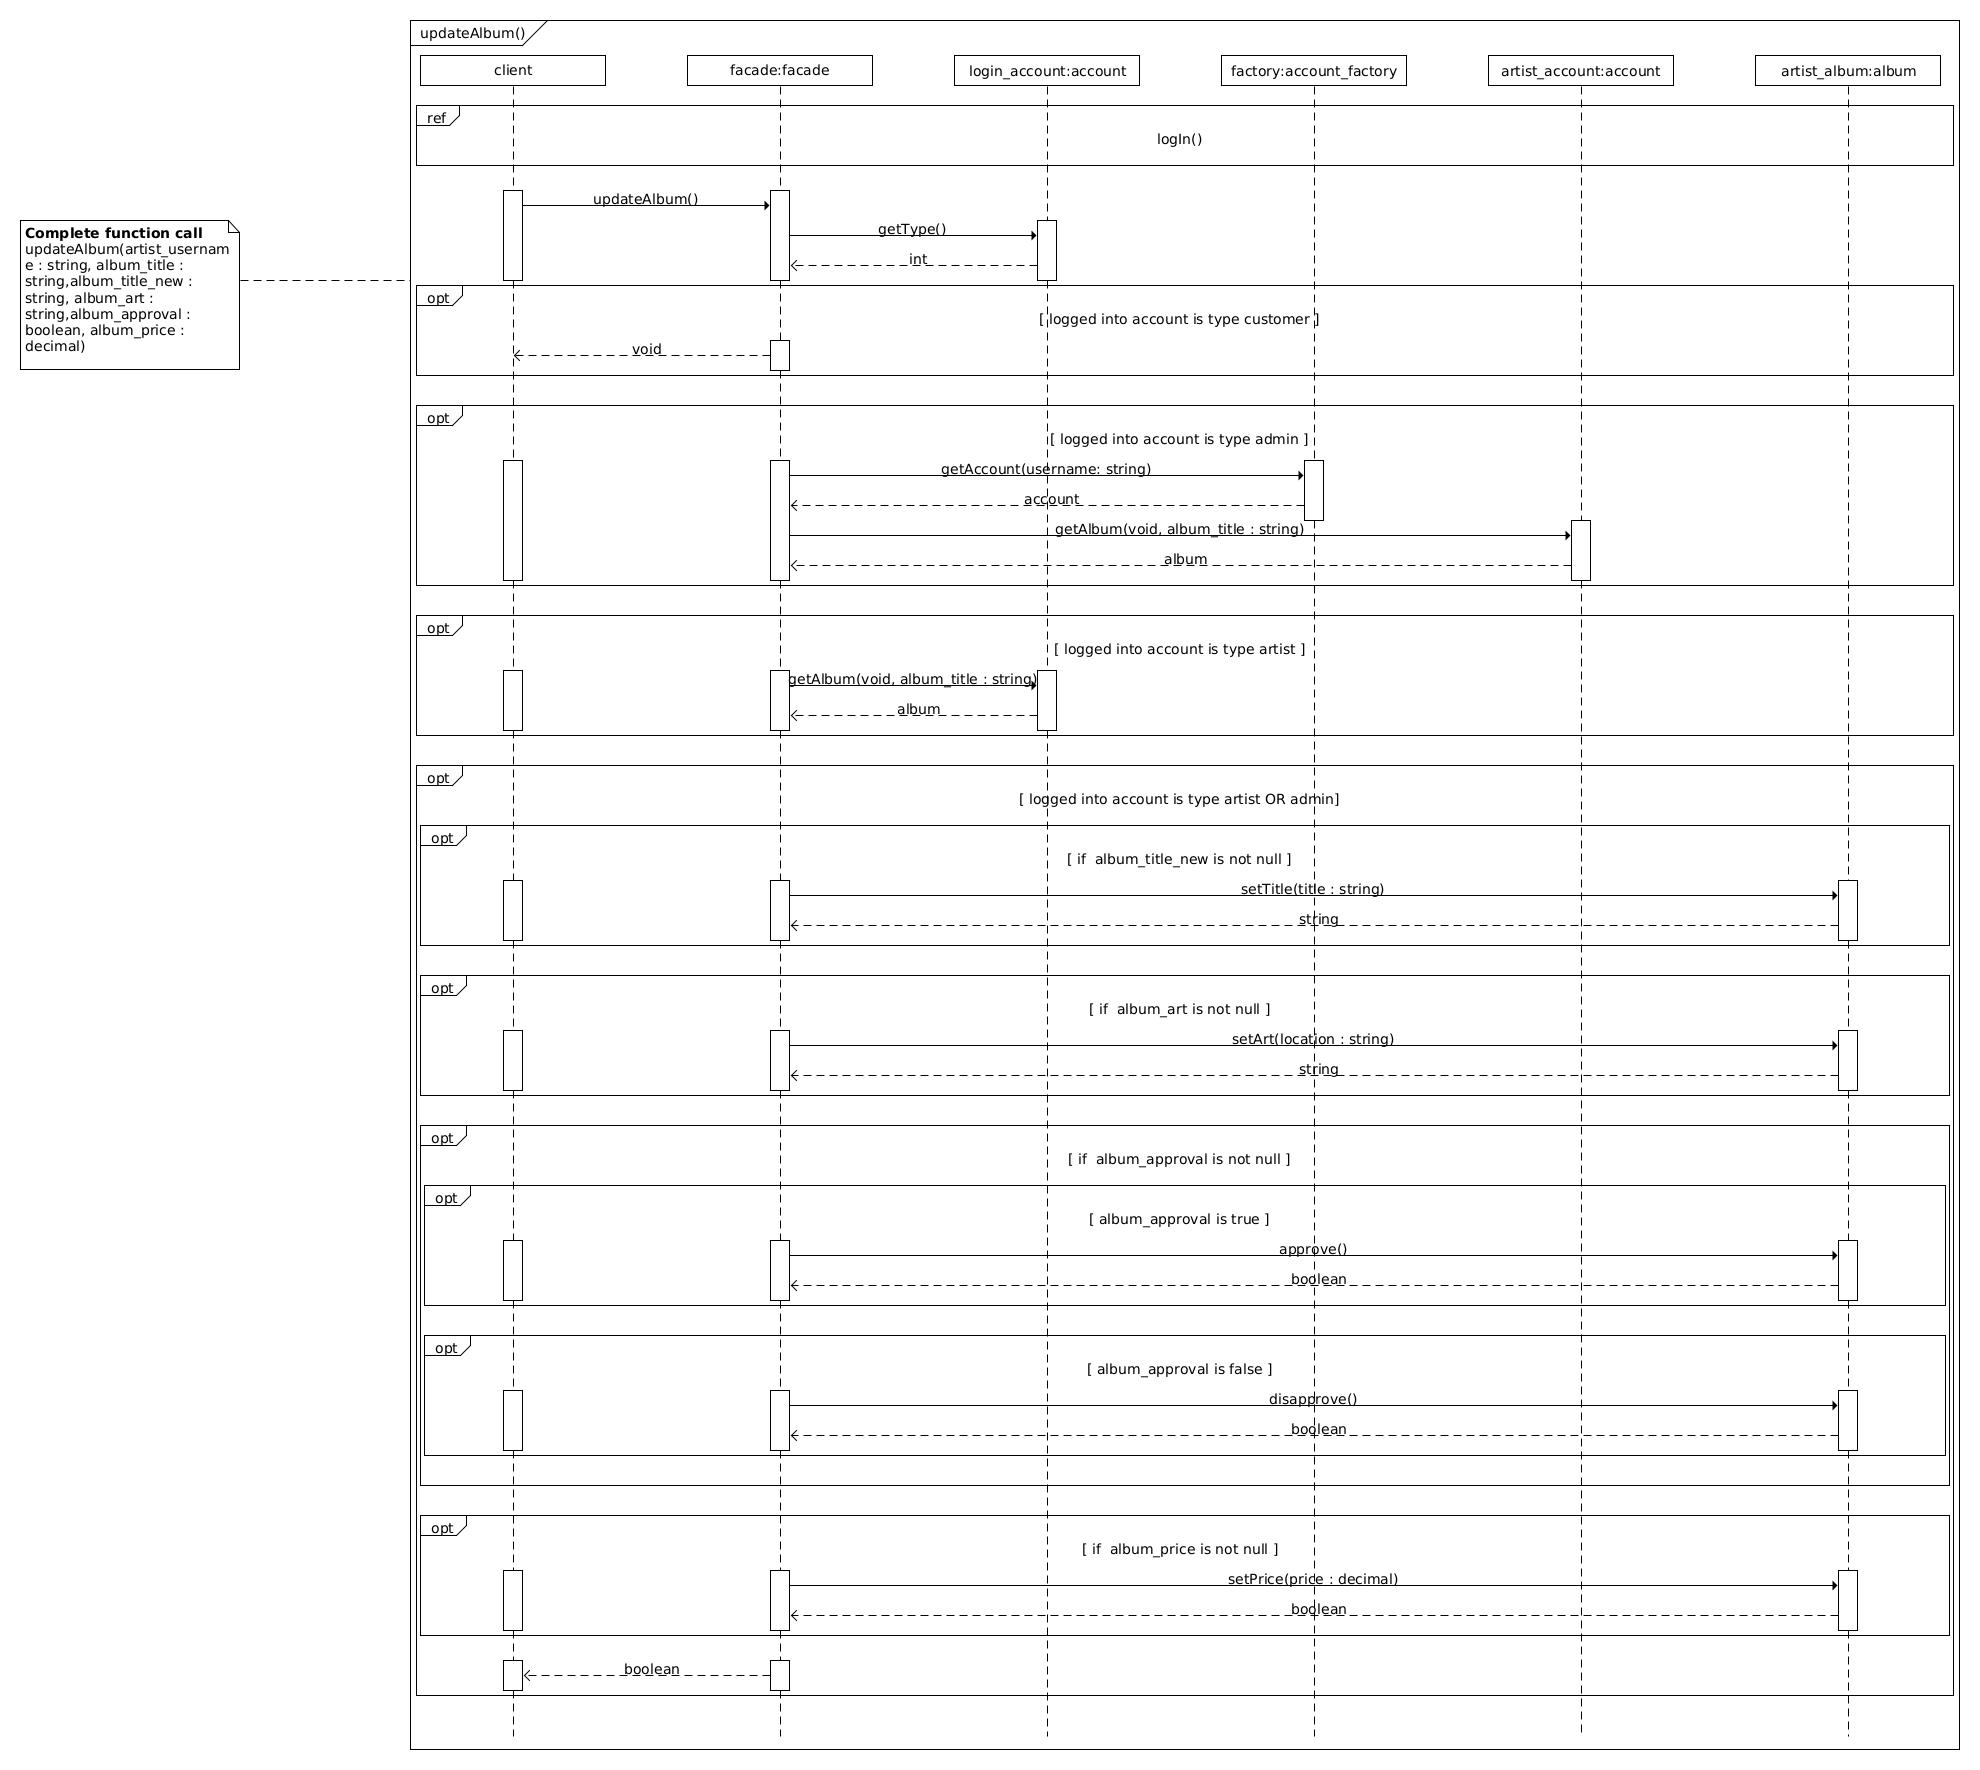 updateAlbum()
client
facade:facade
login_account:account
factory:account_factory
artist_account:account
artist_album:album
ref
logIn()
updateAlbum()
getType()
int
Complete function call
updateAlbum(artist_usernam
e : string, album_title :
string,album_title_new :
string, album_art :
string,album_approval :
boolean, album_price :
decimal)
opt
[ logged into account is type customer ]
void
opt
[ logged into account is type admin ]
getAccount(username: string)
account
getAlbum(void, album_title : string)
album
opt
[ logged into account is type artist ]
getAlbum(void, album_title : string)
album
opt
[ logged into account is type artist OR admin]
opt
[ if  album_title_new is not null ]
setTitle(title : string)
string
opt
[ if  album_art is not null ]
setArt(location : string)
string
opt
[ if  album_approval is not null ]
opt
[ album_approval is true ]
approve()
boolean
opt
[ album_approval is false ]
disapprove()
boolean
opt
[ if  album_price is not null ]
setPrice(price : decimal)
boolean
boolean